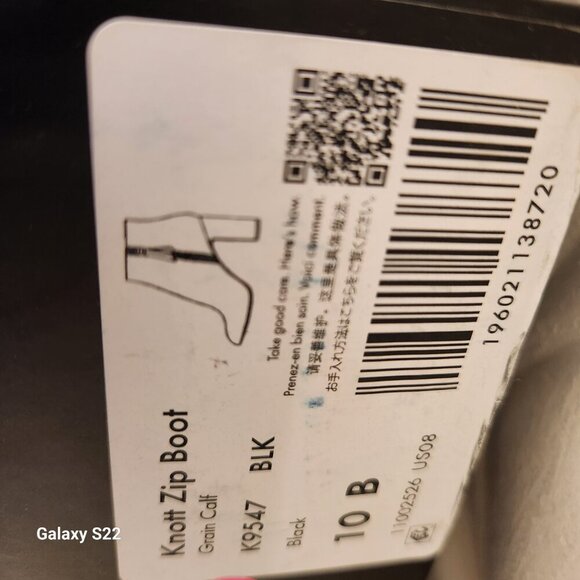 Knott Zip Boot
Grain Calf
K9547 BLK
Black
10 B
11002526 US08
Take good care. Here's how.
Prenez-en bien soin. Voici comment.
请妥善维护。这里是具体做法。
お手入れ方法はこちらをご覧ください。
196021138720
Galaxy S22